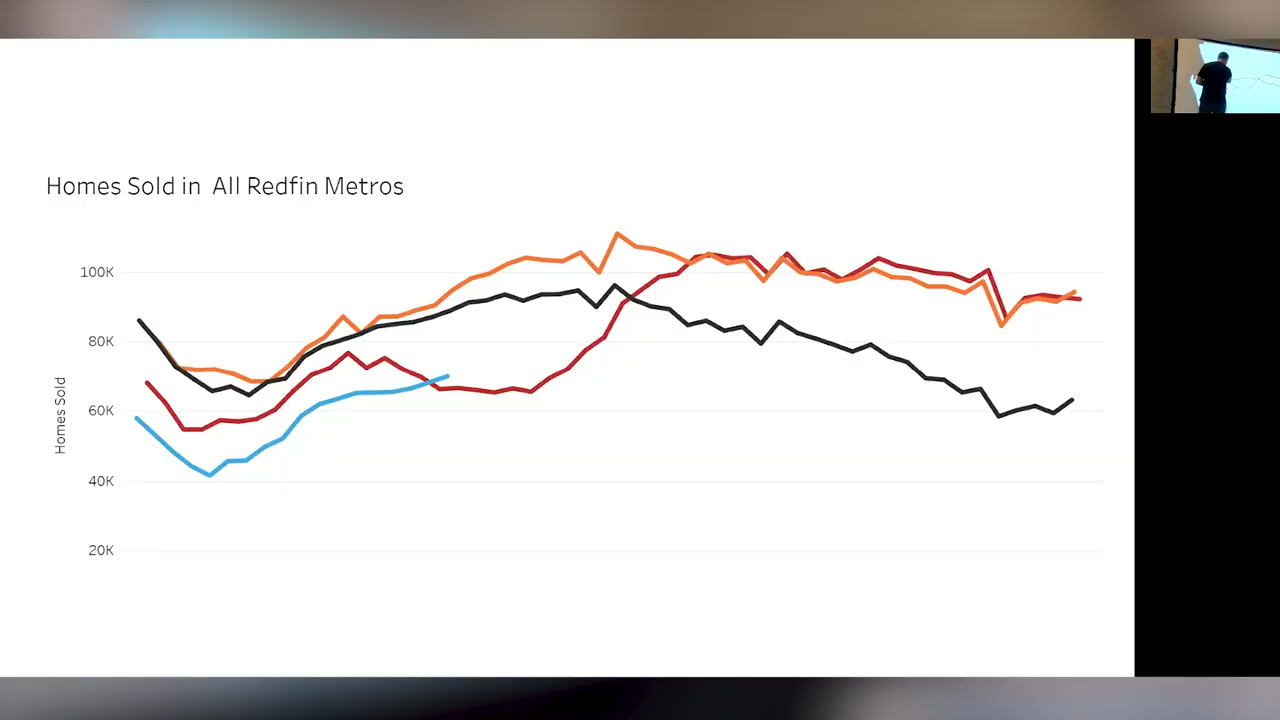 Homes Sold in All Redfin Metros
100K
80K
60K
40K
20K
Homes Sold